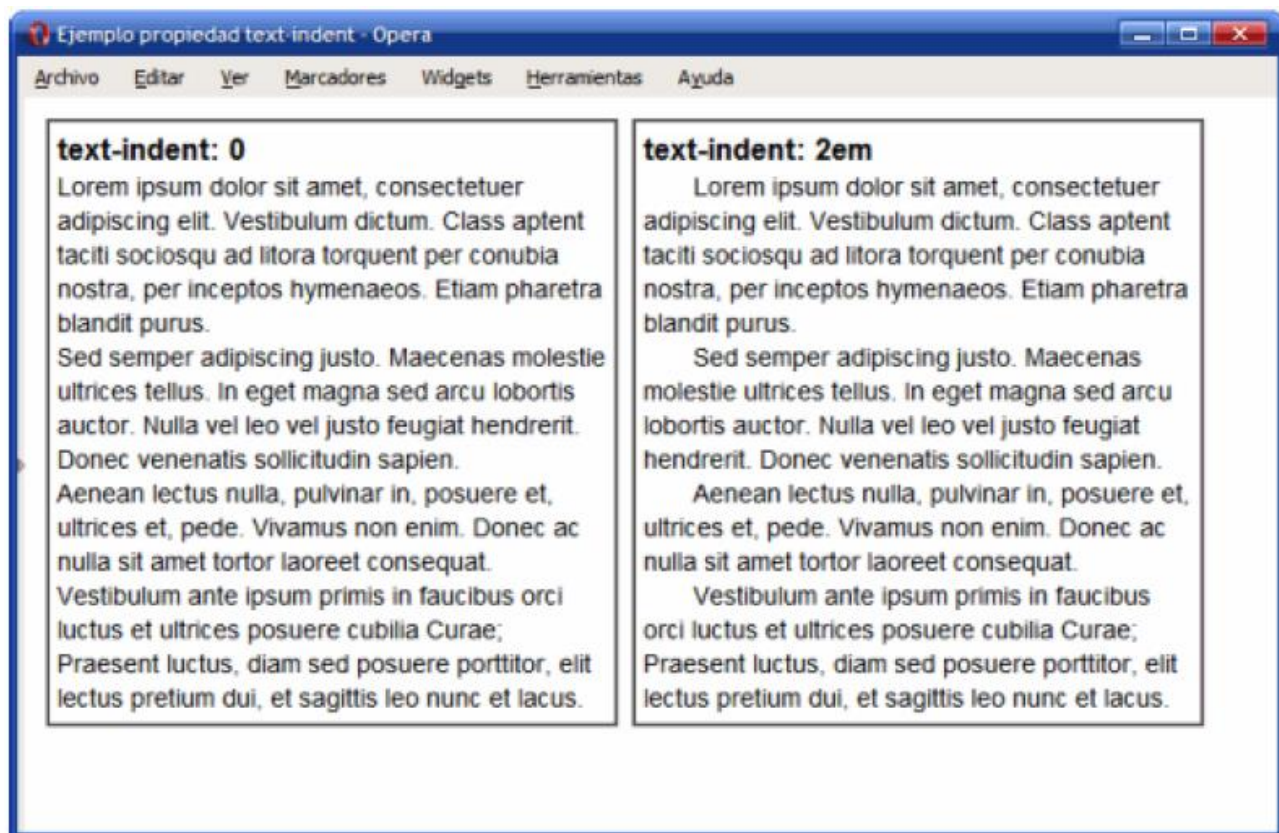 Ejemplo propiedad text-indent - Opera
Archivo Editar Ver Marcadores Widgets Herramientas Ayuda
text-indent: 0
Lorem ipsum dolor sit amet, consectetuer
adipiscing elit. Vestibulum dictum. Class aptent
taciti sociosqu ad litora torquent per conubia
nostra, per inceptos hymenaeos. Etiam pharetra
blandit purus.
Sed semper adipiscing justo. Maecenas molestie
ultrices tellus. In eget magna sed arcu lobortis
auctor. Nulla vel leo vel justo feugiat hendrerit.
Donec venenatis sollicitudin sapien.
Aenean lectus nulla, pulvinar in, posuere et,
ultrices et, pede. Vivamus non enim. Donec ac
nulla sit amet tortor laoreet consequat.
Vestibulum ante ipsum primis in faucibus orci
luctus et ultrices posuere cubilia Curae;
Praesent luctus, diam sed posuere porttitor, elit
lectus pretium dui, et sagittis leo nunc et lacus.
text-indent: 2em
Lorem ipsum dolor sit amet, consectetuer
adipiscing elit. Vestibulum dictum. Class aptent
taciti sociosqu ad litora torquent per conubia
nostra, per inceptos hymenaeos. Etiam pharetra
blandit purus.
Sed semper adipiscing justo. Maecenas
molestie ultrices tellus. In eget magna sed arcu
lobortis auctor. Nulla vel leo vel justo feugiat
hendrerit. Donec venenatis sollicitudin sapien.
Aenean lectus nulla, pulvinar in, posuere et,
ultrices et, pede. Vivamus non enim. Donec ac
nulla sit amet tortor laoreet consequat.
Vestibulum ante ipsum primis in faucibus
orci luctus et ultrices posuere cubilia Curae;
Praesent luctus, diam sed posuere porttitor, elit
lectus pretium dui, et sagittis leo nunc et lacus.